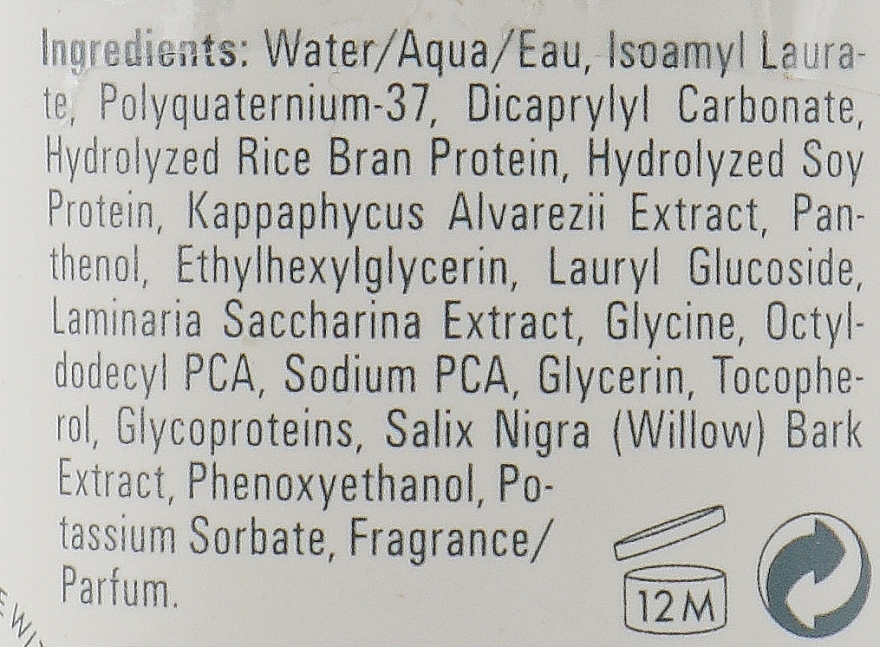 Ingredients: Water/Aqua/Eau, Isoamyl Laura-
te, Polyquaternium-37, Dicaprylyl Carbonate,
Hydrolyzed Rice Bran Protein, Hydrolyzed Soy
Protein, Kappaphycus Alvarezii Extract, Pan-
thenol, Ethylhexylglycerin, Lauryl Glucoside,
Laminaria Saccharina Extract, Glycine, Octyl-
dodecyl PCA, Sodium PCA, Glycerin, Tocophe-
rol, Glycoproteins, Salix Nigra (Willow) Bark
Extract, Phenoxyethanol, Po-
tassium Sorbate, Fragrance/
Parfum.
12M